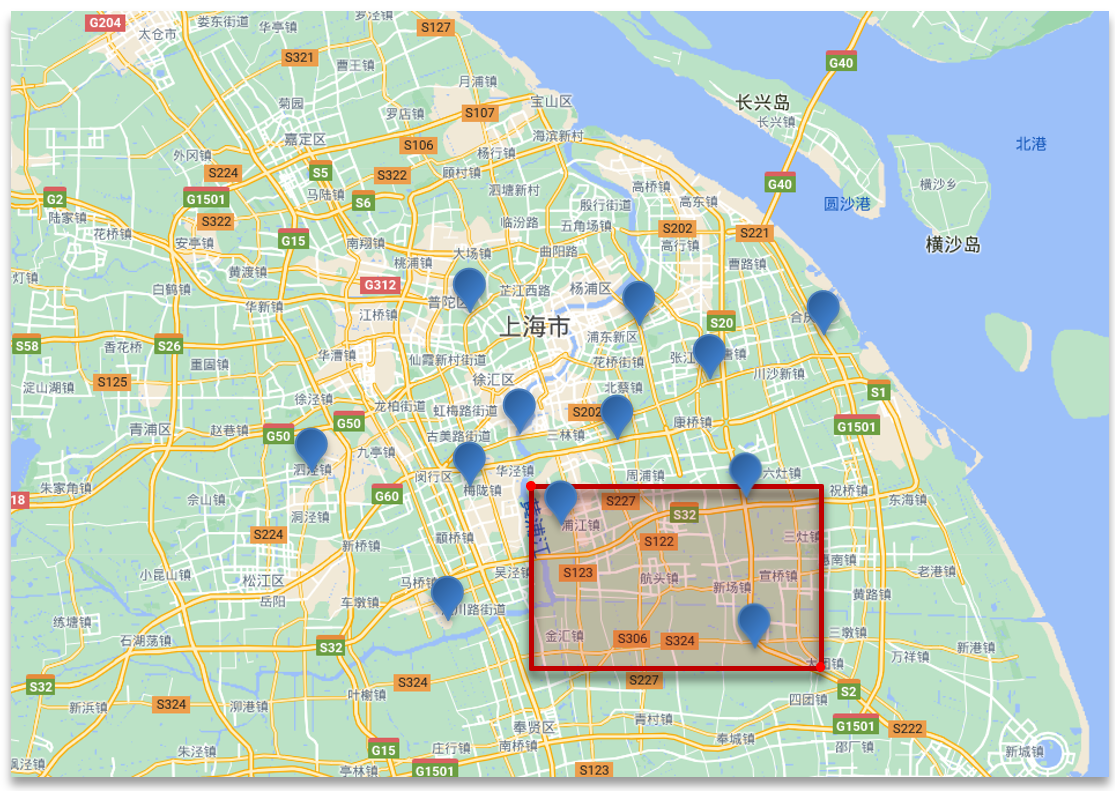 G204
娄东街道
罗泾镇
华亭镇
太仓市
S127
S321
曹王镇
G40
月浦镇
菊园
罗店镇
S107
宝山区
长兴岛
长兴镇
嘉定区
海滨新村
北港
外冈镇
S106
杨行镇
S224
S5
S322
顾村镇
G40
横沙乡
G2
G1501
马陆镇
S6
泗塘新村
高桥镇
高东镇
圆沙港
陆家镇
S322
殷行街道
花桥镇
安亭镇
G15
南翔镇
临汾路
五角场镇
S202
S221
横沙岛
大场镇
曲阳路
高行镇
灯镇
黄渡镇
桃浦镇
曹路镇
白鹤镇
G312
芷江西路
杨浦区
华新镇
江桥镇
普陀区
上海市
S20
S58
香花桥
S26
华漕镇
浦东新区
重固镇
仙霞新村街道
花桥街道
淀山湖镇
S125
徐汇区
北蔡镇
川沙新镇
S1
徐泾镇
龙柏街道
虹梅路街道
S202
青浦区
赵巷镇
G50
G50
古美路街道
三林镇
康桥镇
G1501
九亭镇
闵行区
华泾镇
周浦镇
六灶镇
朱家角镇
18
佘山镇
G60
梅陇镇
S227
祝桥镇
东海镇
洞泾镇
S32
浦江镇
S224
新桥镇
颛桥镇
黄浦江
S122
三灶镇
惠南镇
小昆山镇
松江区
马桥镇
吴泾镇
S123
航头镇
新场镇
宣桥镇
老港镇
岳阳
车墩镇
川路街道
黄路镇
练塘镇
石湖荡镇
S32
金汇镇
S306
S324
三墩镇
新港镇
万祥镇
S32
S324
S227
S2
叶榭镇
四团镇
新浜镇
S324
泖港镇
奉贤区
青村镇
G1501
S222
朱泾镇
G15
庄行镇
南桥镇
奉城镇
邵厂镇
新城镇
枫泾镇
亭林镇
G1501
S123